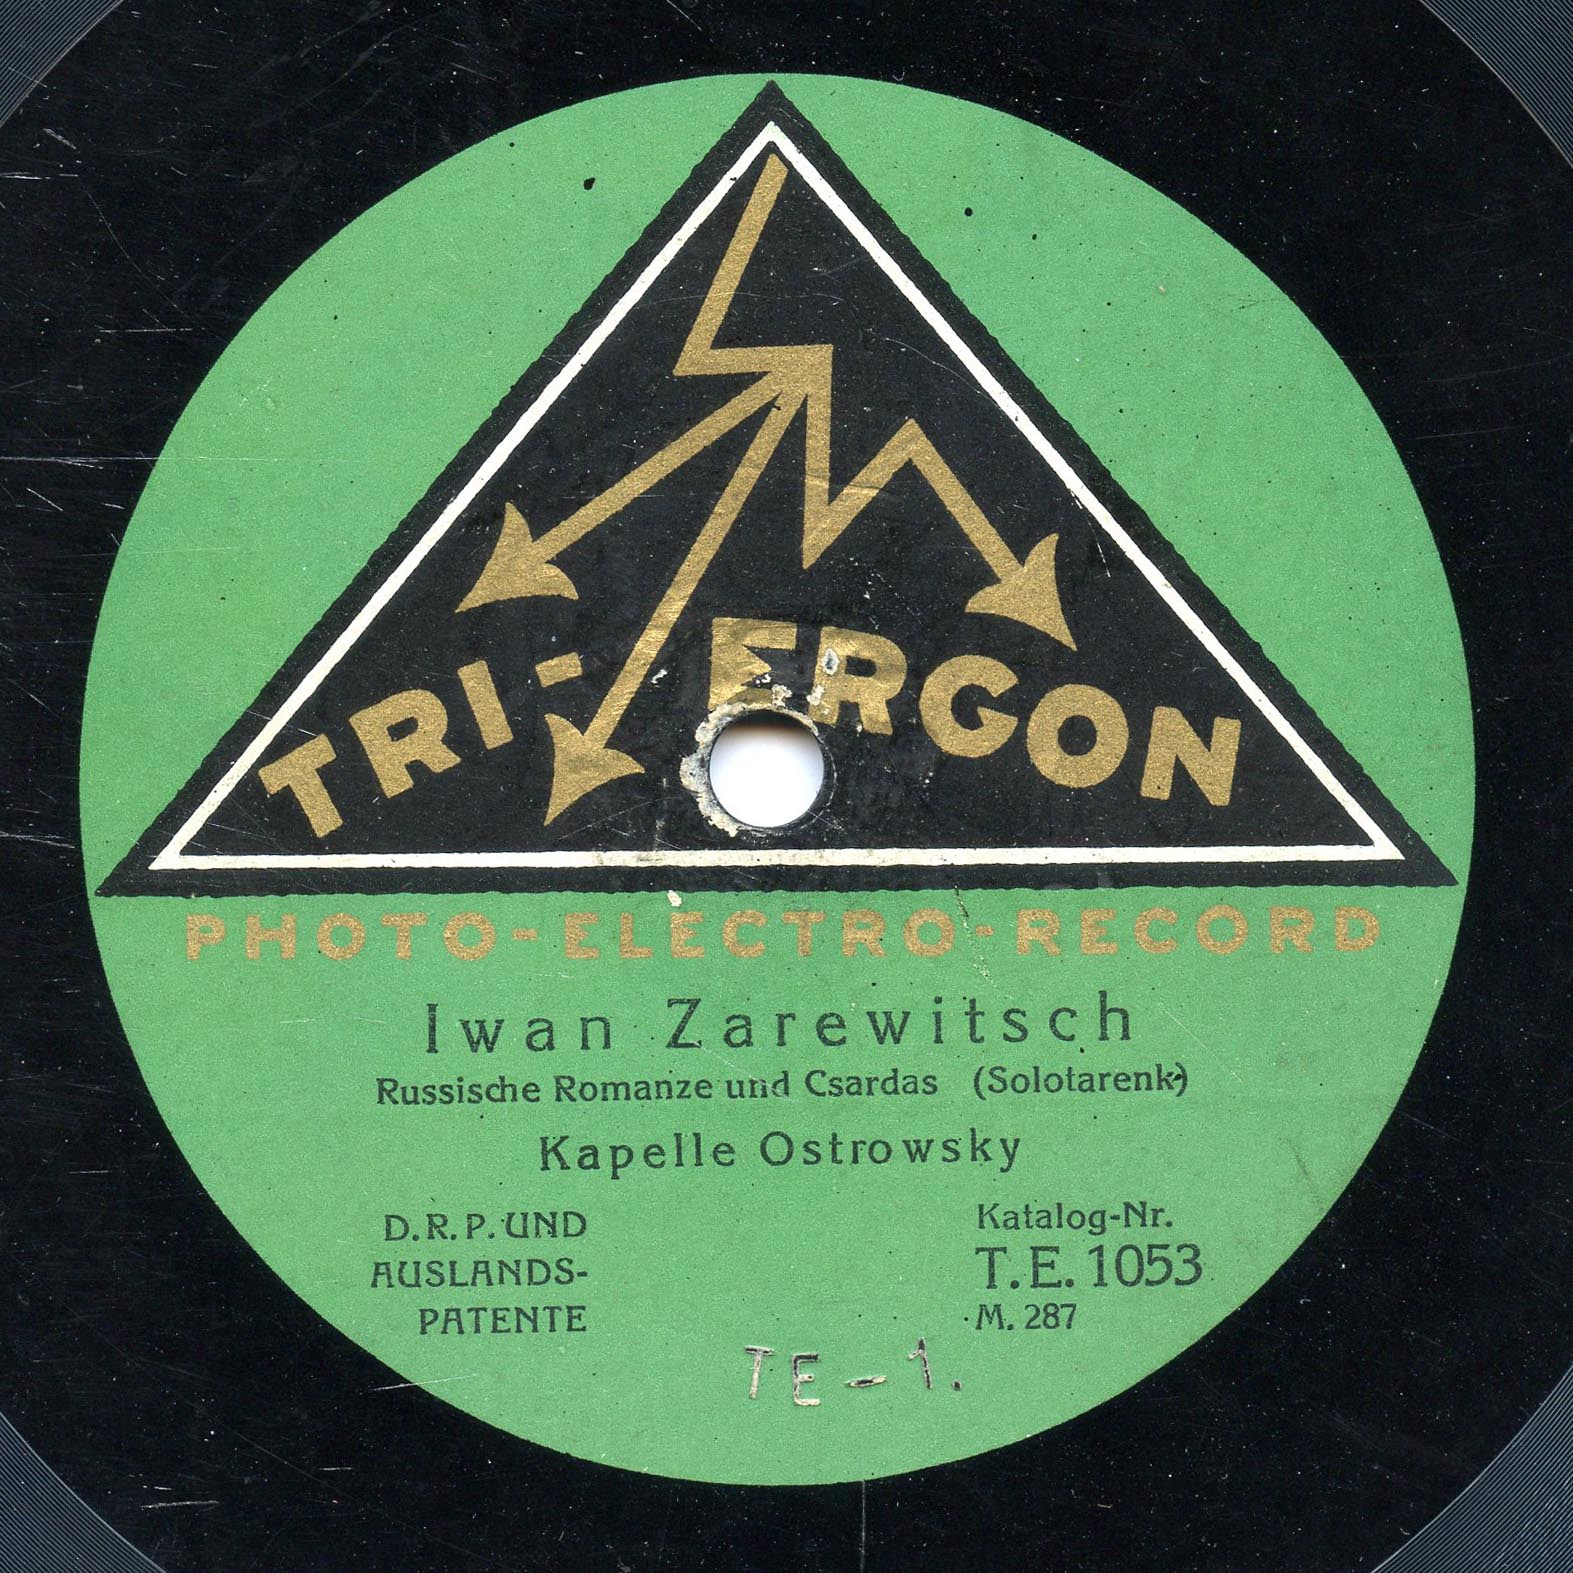 TRI-ERGON
PHOTO-ELECTRO-RECORD
Iwan Zarewitsch
Russische Romanze und Csardas (Solotarenk)
Kapelle Ostrowsky
D.R.P. UND
AUSLANDS-
PATENTE
Katalog-Nr.
T.E. 1053
M. 287
TE-1.